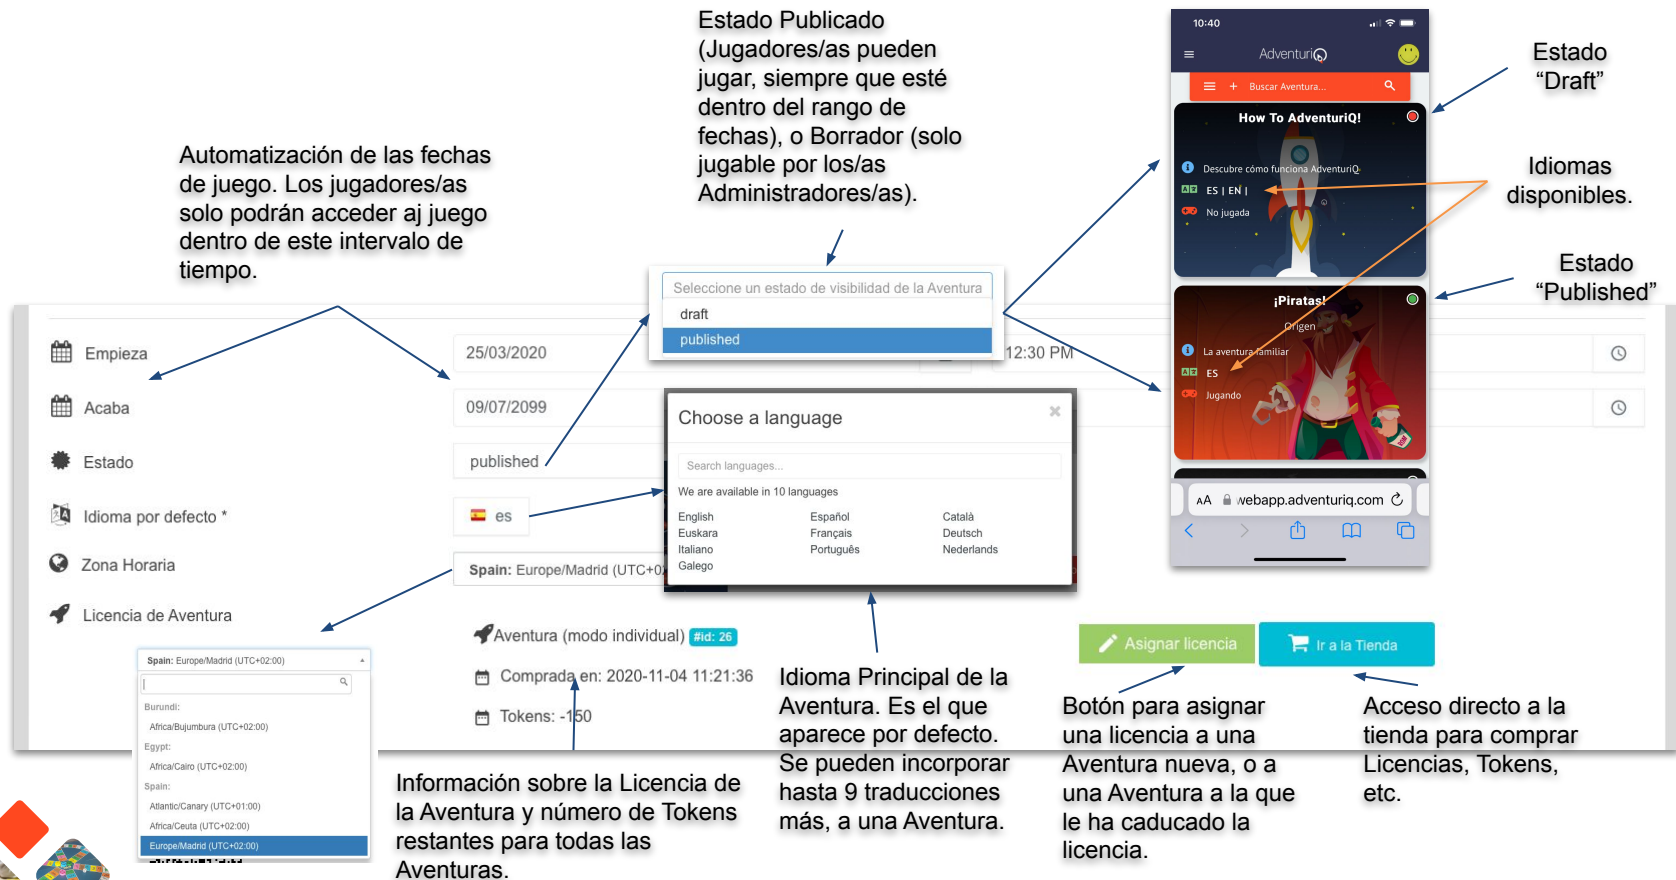 Estado Publicado
(Jugadores/as pueden
jugar, siempre que esté
dentro del rango de
fechas), o Borrador (solo
jugable por los/as
Administradores/as).
10:40
AdventuriQ
Buscar Aventura...
How To AdventuriQ!
Descubre cómo funciona AdventuriQ
ES | EN |
No jugada
¡Piratas!
Origen
La aventura familiar
ES
Jugando
AA webapp.adventuriq.com
Estado
“Draft”
Idiomas
disponibles.
Estado
“Published”
Automatización de las fechas
de juego. Los jugadores/as
solo podrán acceder aj juego
dentro de este intervalo de
tiempo.
Seleccione un estado de visibilidad de la Aventura
draft
published
Empieza
25/03/2020
12:30 PM
Acaba
09/07/2099
Estado
published
Idioma por defecto *
es
Zona Horaria
Spain: Europe/Madrid (UTC+0
Licencia de Aventura
Choose a language
Search languages...
We are available in 10 languages
English Español Català
Euskara Français Deutsch
Italiano Português Nederlands
Galego
Aventura (modo individual) #id: 26
Comprada en: 2020-11-04 11:21:36
Tokens: -150
Asignar licencia
Ir a la Tienda
Spain: Europe/Madrid (UTC+02:00)
Burundi:
Africa/Bujumbura (UTC+02:00)
Egypt:
Africa/Cairo (UTC+02:00)
Spain:
Atlantic/Canary (UTC+01:00)
Africa/Ceuta (UTC+02:00)
Europe/Madrid (UTC+02:00)
Información sobre la Licencia de
la Aventura y número de Tokens
restantes para todas las
Aventuras.
Idioma Principal de la
Aventura. Es el que
aparece por defecto.
Se pueden incorporar
hasta 9 traducciones
más, a una Aventura.
Botón para asignar
una licencia a una
Aventura nueva, o a
una Aventura a la que
le ha caducado la
licencia.
Acceso directo a la
tienda para comprar
Licencias, Tokens,
etc.